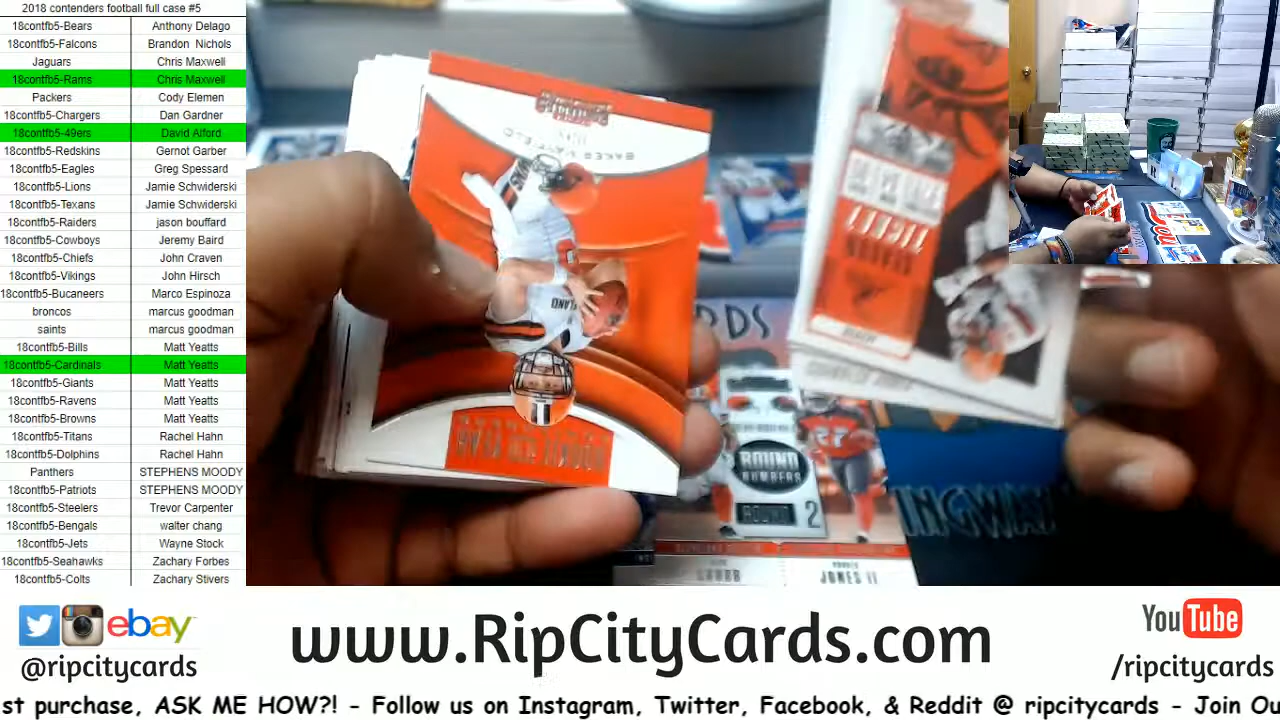 2018 contenders football full case #5
18contfb5-Bears Anthony Delago
18contfb5-Falcons Brandon Nichols
Jaguars Chris Maxwell
18contfb5-Rams Chris Maxwell
Packers Cody Elemen
18contfb5-Chargers Dan Gardner
18contfb5-49ers David Alford
18contfb5-Redskins Gernot Garber
18contfb5-Eagles Greg Spessard
18contfb5-Lions Jamie Schwiderski
18contfb5-Texans Jamie Schwiderski
18contfb5-Raiders jason bouffard
18contfb5-Cowboys Jeremy Baird
18contfb5-Chiefs John Craven
18contfb5-Vikings John Hirsch
18contfb5-Bucaneers Marco Espinoza
broncos marcus goodman
saints marcus goodman
18contfb5-Bills Matt Yeatts
18contfb5-Cardinals Matt Yeatts
18contfb5-Giants Matt Yeatts
18contfb5-Ravens Matt Yeatts
18contfb5-Browns Matt Yeatts
18contfb5-Titans Rachel Hahn
18contfb5-Dolphins Rachel Hahn
Panthers STEPHENS MOODY
18contfb5-Patriots STEPHENS MOODY
18contfb5-Steelers Trevor Carpenter
18contfb5-Bengals walter chang
18contfb5-Jets Wayne Stock
18contfb5-Seahawks Zachary Forbes
18contfb5-Colts Zachary Stivers
BAKER MAYFIELD
TICKET
ROUND
NUMBERS
ROUND 2
JONES II
ebay
@ripcitycards
www.RipCityCards.com
YouTube
/ripcitycards
st purchase, ASK ME HOW?! - Follow us on Instagram, Twitter, Facebook, & Reddit @ ripcitycards - Join Ou